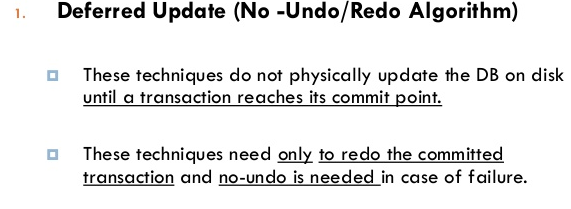 1. Deferred Update (No -Undo/Redo Algorithm)
These techniques do not physically update the DB on disk
until a transaction reaches its commit point.
These techniques need only to redo the committed
transaction and no-undo is needed in case of failure.